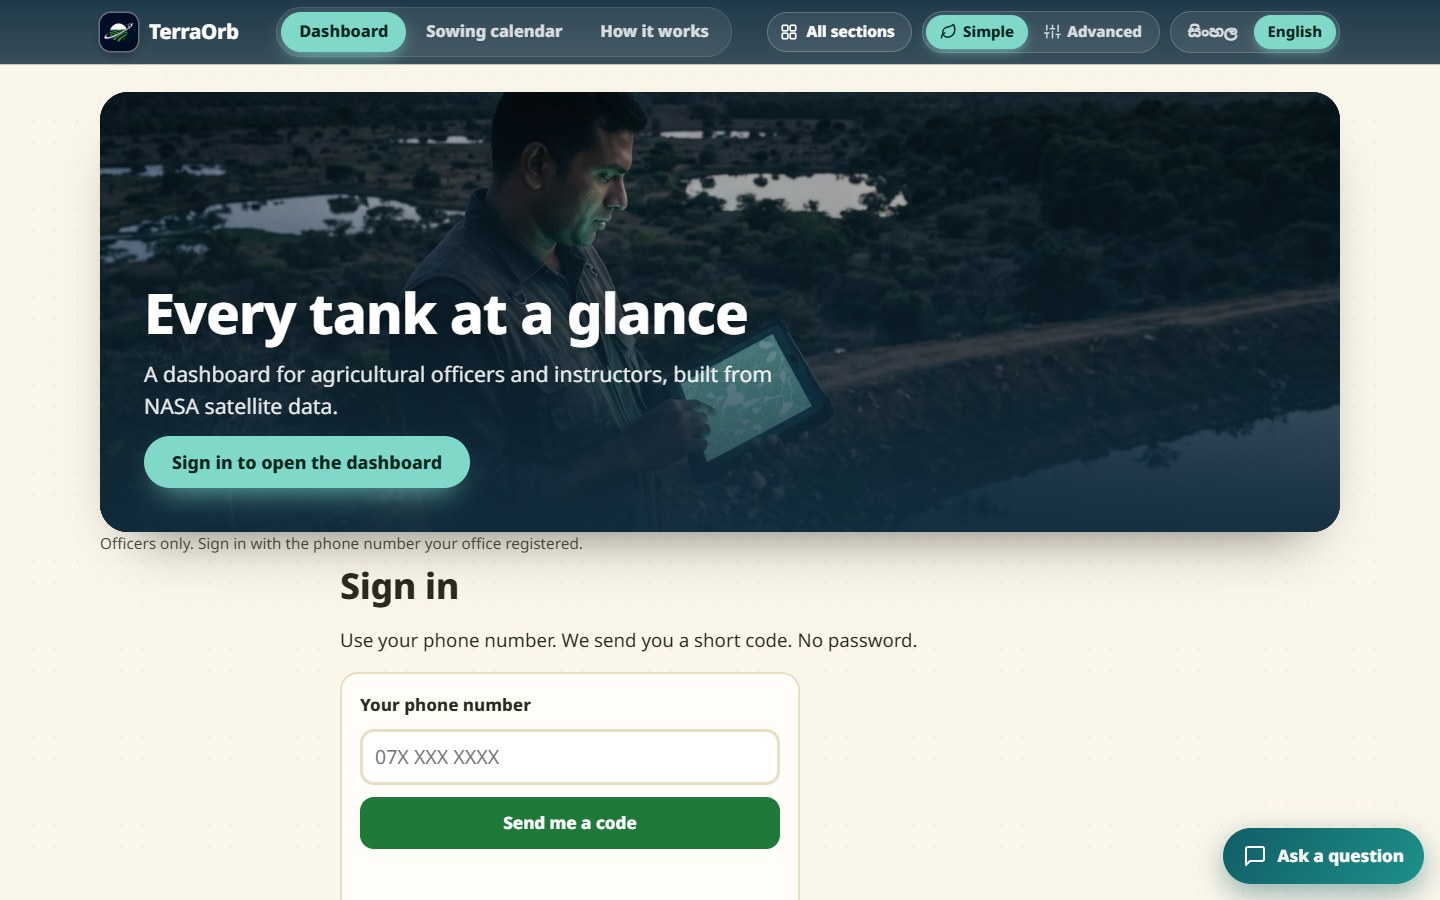 TerraOrb
Dashboard
Sowing calendar
How it works
All sections
Simple
Advanced
සිංහල
English
Every tank at a glance
A dashboard for agricultural officers and instructors, built from
NASA satellite data.
Sign in to open the dashboard
Officers only. Sign in with the phone number your office registered.
Sign in
Use your phone number. We send you a short code. No password.
Your phone number
07X XXX XXXX
Send me a code
Ask a question